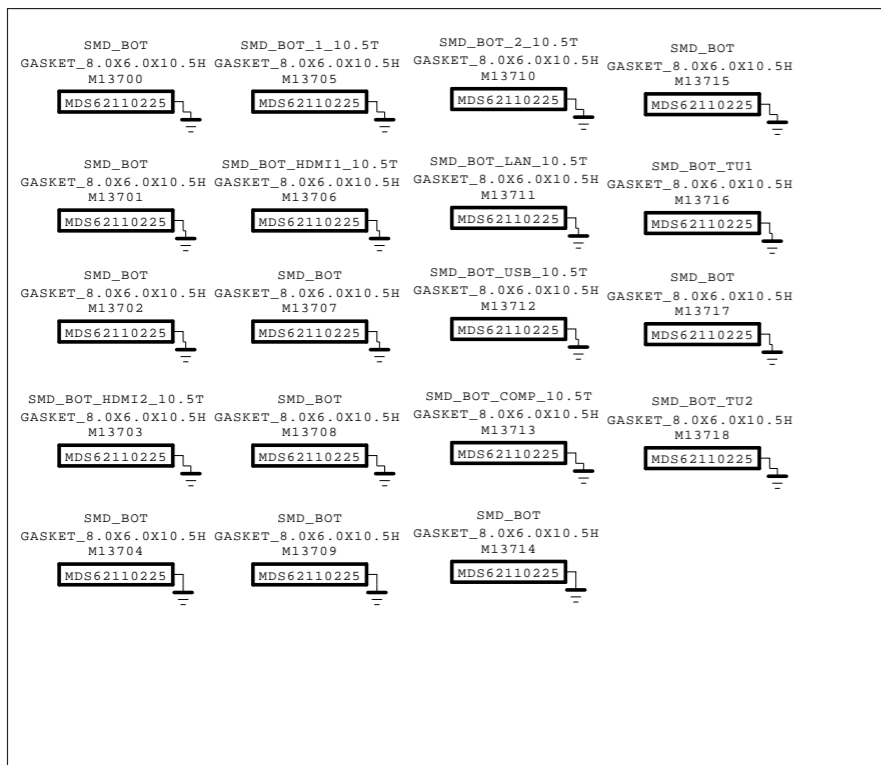 SMD_BOT
GASKET_8.0X6.0X10.5H
M13700
MDS62110225
SMD_BOT_1_10.5T
GASKET_8.0X6.0X10.5H
M13705
MDS62110225
SMD_BOT_2_10.5T
GASKET_8.0X6.0X10.5H
M13710
MDS62110225
SMD_BOT
GASKET_8.0X6.0X10.5H
M13715
MDS62110225
SMD_BOT
GASKET_8.0X6.0X10.5H
M13701
MDS62110225
SMD_BOT_HDMI1_10.5T
GASKET_8.0X6.0X10.5H
M13706
MDS62110225
SMD_BOT_LAN_10.5T
GASKET_8.0X6.0X10.5H
M13711
MDS62110225
SMD_BOT_TU1
GASKET_8.0X6.0X10.5H
M13716
MDS62110225
SMD_BOT
GASKET_8.0X6.0X10.5H
M13702
MDS62110225
SMD_BOT
GASKET_8.0X6.0X10.5H
M13707
MDS62110225
SMD_BOT_USB_10.5T
GASKET_8.0X6.0X10.5H
M13712
MDS62110225
SMD_BOT
GASKET_8.0X6.0X10.5H
M13717
MDS62110225
SMD_BOT_HDMI2_10.5T
GASKET_8.0X6.0X10.5H
M13703
MDS62110225
SMD_BOT
GASKET_8.0X6.0X10.5H
M13708
MDS62110225
SMD_BOT_COMP_10.5T
GASKET_8.0X6.0X10.5H
M13713
MDS62110225
SMD_BOT_TU2
GASKET_8.0X6.0X10.5H
M13718
MDS62110225
SMD_BOT
GASKET_8.0X6.0X10.5H
M13704
MDS62110225
SMD_BOT
GASKET_8.0X6.0X10.5H
M13709
MDS62110225
SMD_BOT
GASKET_8.0X6.0X10.5H
M13714
MDS62110225